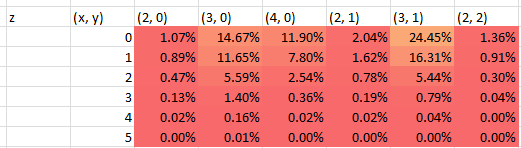 z (x, y) (2, 0) (3, 0) (4, 0) (2, 1) (3, 1) (2, 2)
0 1.07% 14.67% 11.90% 2.04% 24.45% 1.36%
1 0.89% 11.65% 7.80% 1.62% 16.31% 0.91%
2 0.47% 5.59% 2.54% 0.78% 5.44% 0.30%
3 0.13% 1.40% 0.36% 0.19% 0.79% 0.04%
4 0.02% 0.16% 0.02% 0.02% 0.04% 0.00%
5 0.00% 0.01% 0.00% 0.00% 0.00% 0.00%